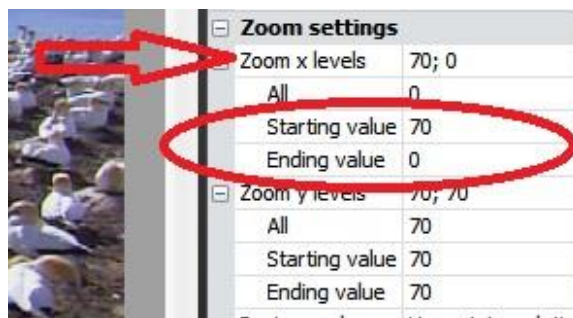 Zoom settings
Zoom x levels 70; 0
All 0
Starting value 70
Ending value 0
Zoom y levels 70; 70
All 70
Starting value 70
Ending value 70